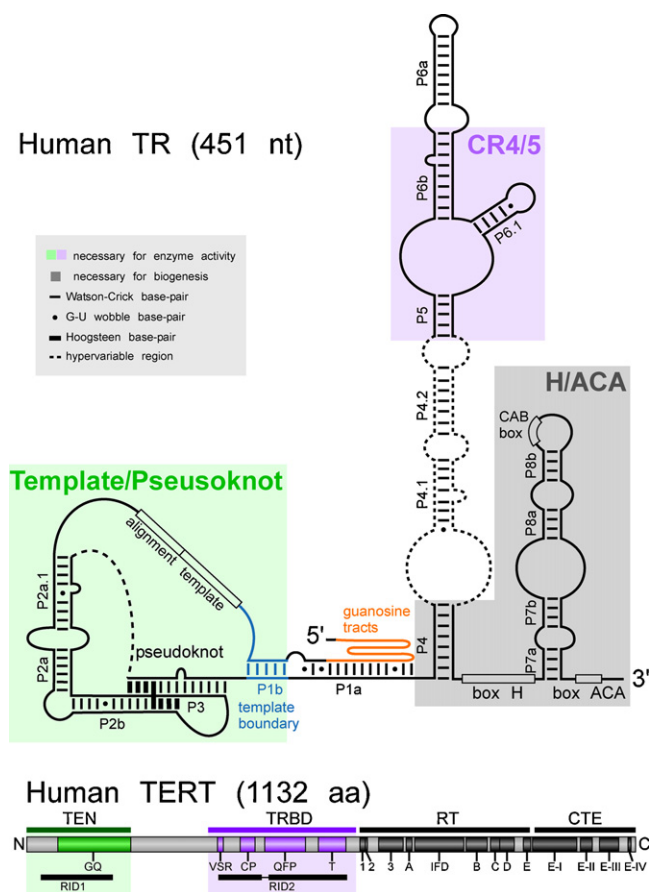 Human TR (451 nt)
necessary for enzyme activity
necessary for biogenesis
Watson-Crick base-pair
G-U wobble base-pair
Hoogsteen base-pair
hypervariable region
P6a
CR4/5
P6b
P6.1
P5
P4.2
P4.1
P4
H/ACA
CAB
box
P8b
P8a
P7b
P7a
box H
box ACA
3'
Template/Pseusoknot
alignment template
P2a.1
P2a
P2b
pseudoknot
P3
5'
guanosine
tracts
P1b
template
boundary
P1a
Human TERT (1132 aa)
TEN TRBD RT CTE
N C
GQ VSR CP QFP T 1 2 3 A IFD B C D E E-I E-II E-III E-IV
RID1 RID2